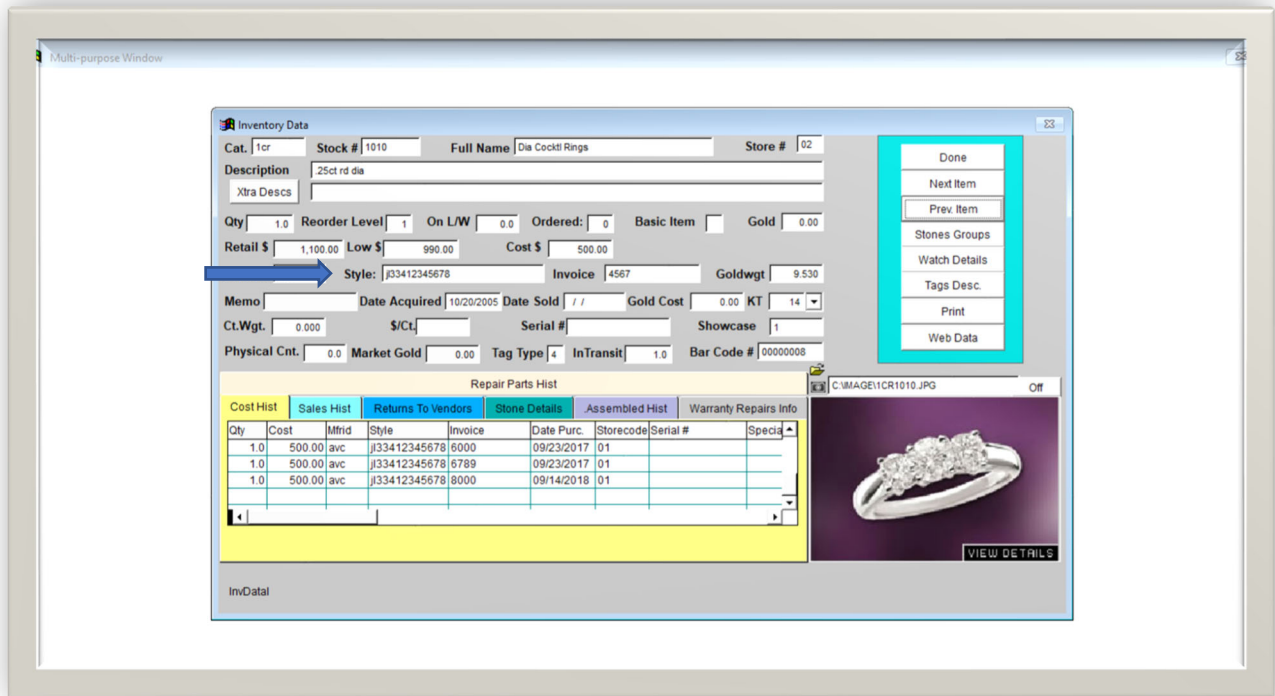 Multi-purpose Window
Inventory Data
Cat. 1cr Stock # 1010 Full Name Dia Cocktl Rings Store # 02
Description .25ct rd dia
Xtra Descs
Qty 1.0 Reorder Level 1 On L/W 0.0 Ordered: 0 Basic Item Gold 0.00
Retail $ 1,100.00 Low $ 990.00 Cost $ 500.00
Style: jl33412345678 Invoice 4567 Goldwgt 9.530
Memo Date Acquired 10/20/2005 Date Sold / / Gold Cost 0.00 KT 14
Ct.Wgt. 0.000 $/Ct. Serial # Showcase 1
Physical Cnt. 0.0 Market Gold 0.00 Tag Type 4 InTransit 1.0 Bar Code # 00000008
Done
Next Item
Prev. Item
Stones Groups
Watch Details
Tags Desc.
Print
Web Data
Repair Parts Hist
C:\IMAGE\1CR1010.JPG Off
Cost Hist Sales Hist Returns To Vendors Stone Details .Assembled Hist Warranty Repairs Info
Qty Cost Mfrid Style Invoice Date Purc. Storecode Serial # Specia
1.0 500.00 avc jl33412345678 6000 09/23/2017 01
1.0 500.00 avc jl33412345678 6789 09/23/2017 01
1.0 500.00 avc jl33412345678 8000 09/14/2018 01
VIEW DETAILS
InvDataI